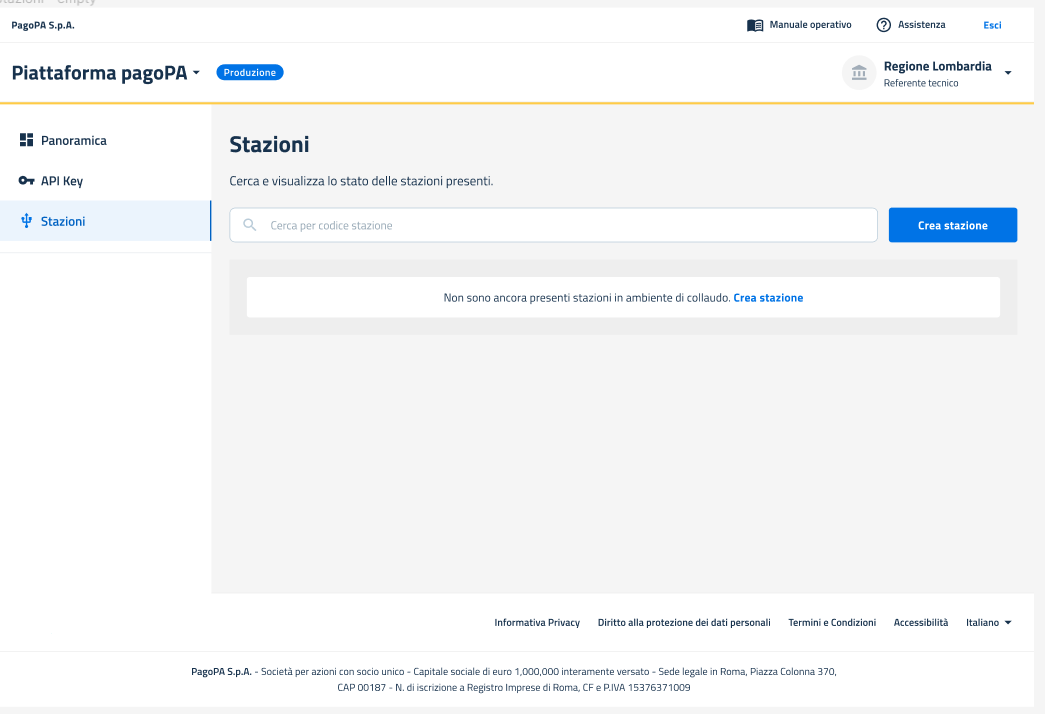 PagoPA S.p.A.
Manuale operativo
Assistenza
Esci
Piattaforma pagoPA
Produzione
Regione Lombardia
Referente tecnico
Panoramica
API Key
Stazioni
Stazioni
Cerca e visualizza lo stato delle stazioni presenti.
Cerca per codice stazione
Crea stazione
Non sono ancora presenti stazioni in ambiente di collaudo. Crea stazione
Informativa Privacy
Diritto alla protezione dei dati personali
Termini e Condizioni
Accessibilità
Italiano
PagoPA S.p.A. - Società per azioni con socio unico - Capitale sociale di euro 1,000,000 interamente versato - Sede legale in Roma, Piazza Colonna 370,
CAP 00187 - N. di iscrizione a Registro Imprese di Roma, CF e P.IVA 15376371009